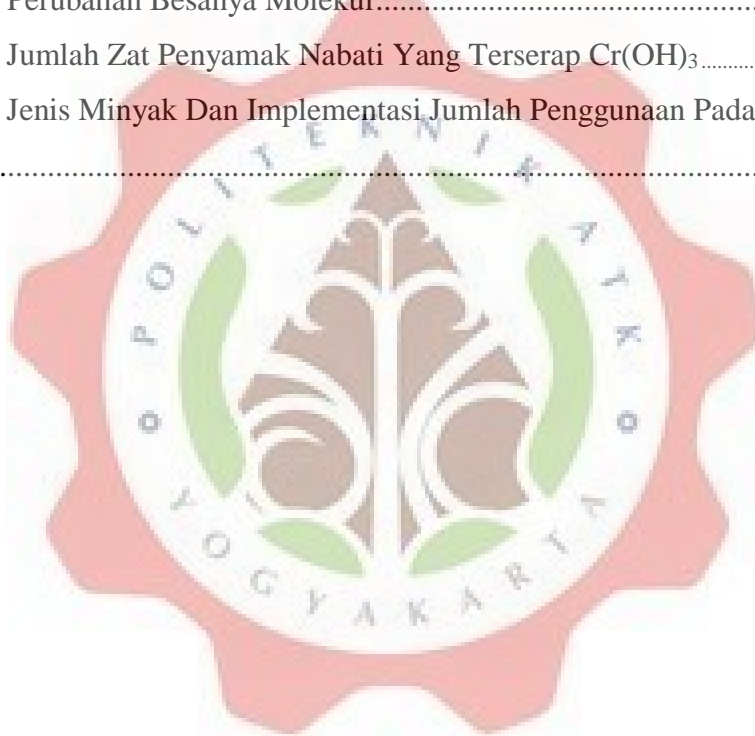 Perubahan Besanya Molekul....................................................
Jumlah Zat Penyamak Nabati Yang Terserap Cr(OH)₃..........
Jenis Minyak Dan Implementasi Jumlah Penggunaan Pada
....................................................................................................
POLITEKNIK ATK
YOGYAKARTA